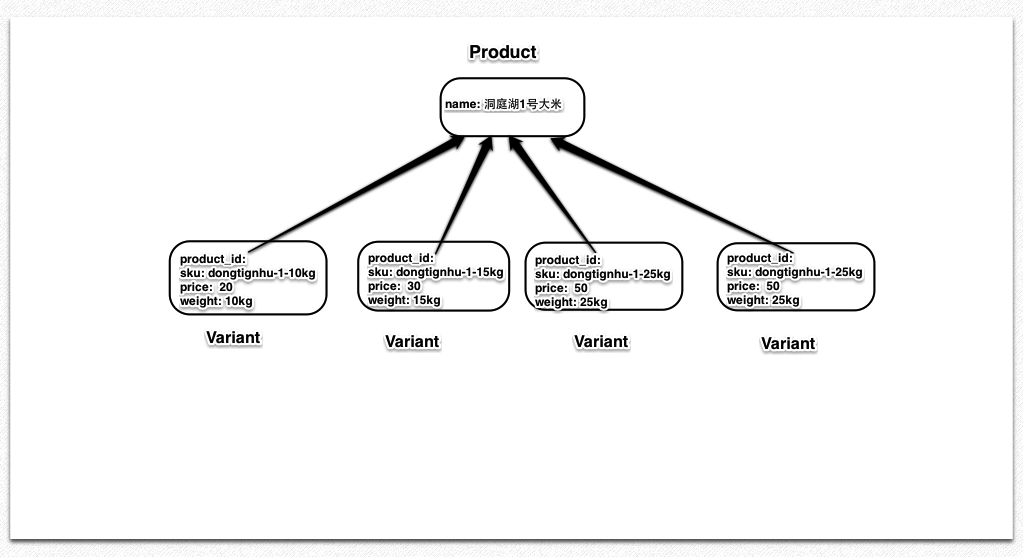 Product
name: 洞庭湖1号大米
product_id:
sku: dongtignhu-1-10kg
price: 20
weight: 10kg
Variant
product_id:
sku: dongtignhu-1-15kg
price: 30
weight: 15kg
Variant
product_id:
sku: dongtignhu-1-25kg
price: 50
weight: 25kg
Variant
product_id:
sku: dongtignhu-1-25kg
price: 50
weight: 25kg
Variant